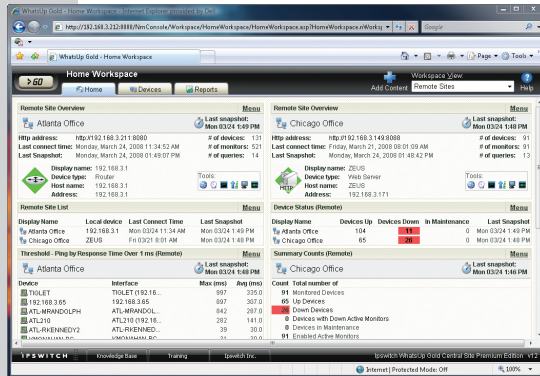 WhatsUp Gold - Home Workspace - Internet Explorer provided by Dell
http://192.168.3.212:8080/NmConsole/Workspace/HomeWorkspace/HomeWorkspace.asp?HomeWorkspace.nWorksp
Google
WhatsUp Gold - Home Workspace
Page
Tools
GO
Home Workspace
Home
Devices
Reports
Add Content
Workspace View:
Remote Sites
Help
Remote Site Overview Menu
Atlanta Office
Last snapshot:
Mon 03/24 1:49 PM
Http address: http://192.168.3.211:8080 # of devices: 131
Last connect time: Monday, March 24, 2008 11:34:52 AM # of monitors: 521
Last Snapshot: Monday, March 24, 2008 01:49:07 PM # of queries: 14
Display name: 192.168.3.1
Device type: Router
Host name: 192.168.3.1
Address: 192.168.3.1
Tools:
Remote Site List Menu
Display Name Local device Last Connect Time Last Snapshot
Atlanta Office 192.168.3.1 Mon 03/24 11:34 AM Mon 03/24 1:49 PM
Chicago Office ZEUS Fri 03/21 8:01 AM Mon 03/24 1:48 PM
Threshold - Ping by Response Time Over 1 ms (Remote) Menu
Atlanta Office
Last snapshot:
Mon 03/24 1:48 PM
Device Interface Max (ms) Avg (ms)
TIGLET TIGLET (192.16... 897 335.0
192.168.3.65 192.168.3.65 897 307.0
ATL-MRANDOLPH ATL-MRANDOL... 842 287.0
ATL210 ATL210 (192.16... 282 141.0
ATL-RKENNEDY2 ATL-RKENNED... 39 30.0
Remote Site Overview Menu
Chicago Office
Last snapshot:
Mon 03/24 1:49 PM
Http address: http://192.168.3.149:8088 # of devices: 91
Last connect time: Friday, March 21, 2008 08:01:09 AM # of monitors: 91
Last Snapshot: Monday, March 24, 2008 01:48:42 PM # of queries: 13
HTTP
Display name: ZEUS
Device type: Web Server
Host name: ZEUS
Address: 192.168.3.171
Tools:
Device Status (Remote) Menu
Display Name Devices Up Devices Down In Maintenance Last Snapshot
Atlanta Office 104 11 0 Mon 03/24 1:49 PM
Chicago Office 65 26 0 Mon 03/24 1:48 PM
Summary Counts (Remote) Menu
Chicago Office
Last snapshot:
Mon 03/24 1:46 PM
Count Total number of
91 Monitored Devices
65 Up Devices
26 Down Devices
0 Devices with Down Active Monitors
0 Devices in Maintenance
91 Enabled Active Monitors
IPSWITCH
Knowledge Base
Training
Ipswitch Inc.
Ipswitch WhatsUp Gold Central Site Premium Edition v12
Internet | Protected Mode: Off
100%